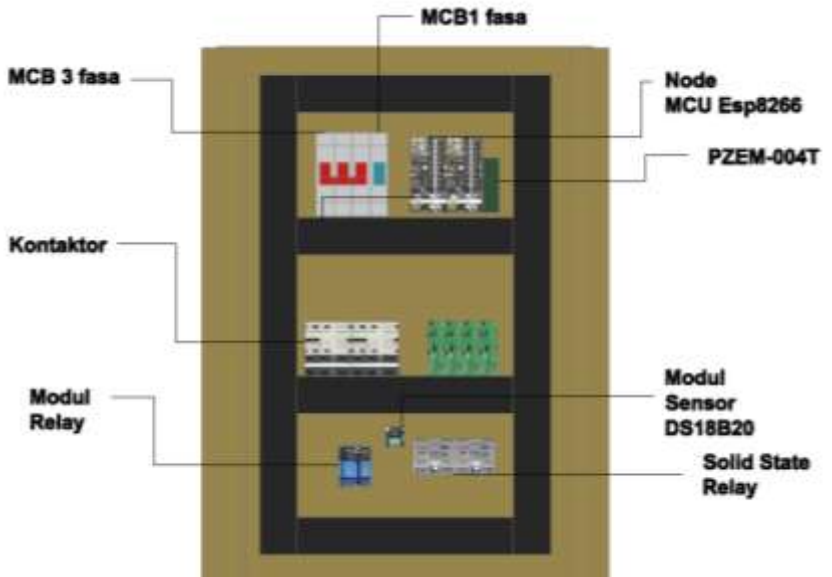 MCB1 fasa
MCB 3 fasa
Node
MCU Esp8266
PZEM-004T
Kontaktor
Modul
Relay
Modul
Sensor
DS18B20
Solid State
Relay